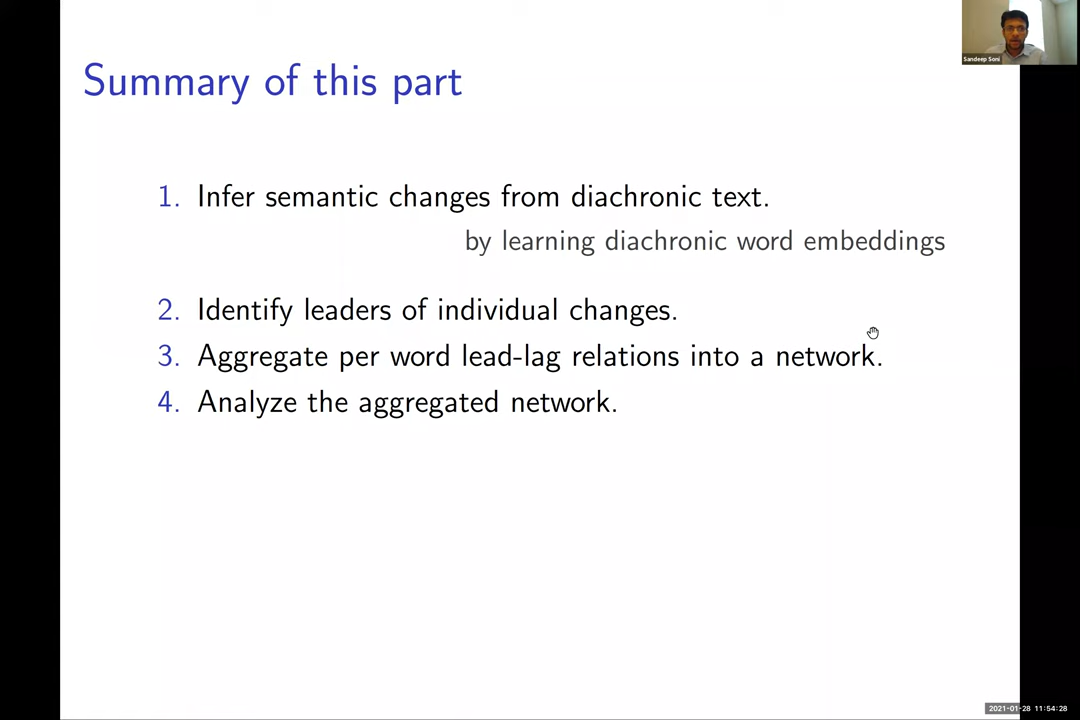 Sandeep Soni
Summary of this part
1. Infer semantic changes from diachronic text.
by learning diachronic word embeddings
2. Identify leaders of individual changes.
3. Aggregate per word lead-lag relations into a network.
4. Analyze the aggregated network.
2021-01-28 11:54:28